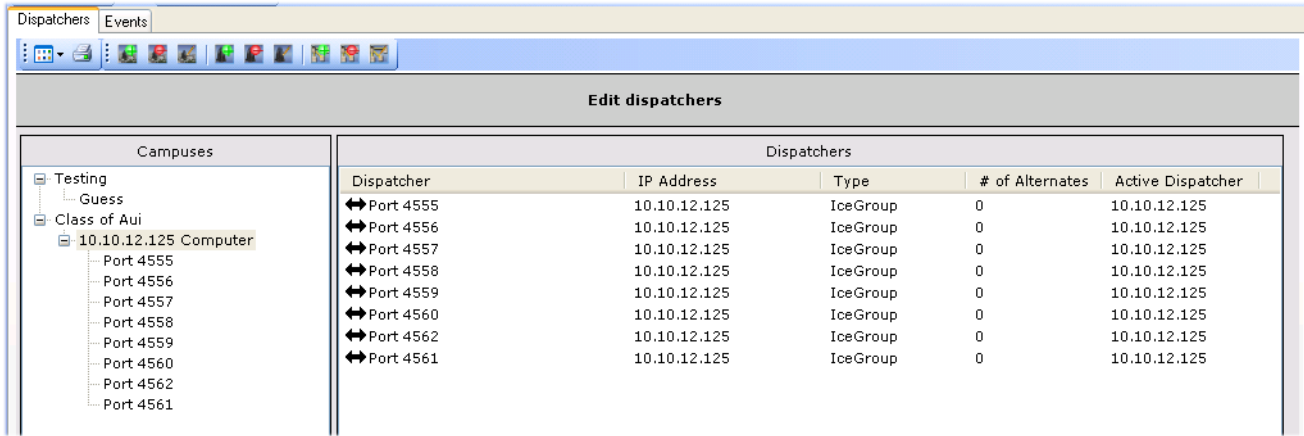 Dispatchers Events
Edit dispatchers
Campuses
Testing
Guess
Class of Aui
10.10.12.125 Computer
Port 4555
Port 4556
Port 4557
Port 4558
Port 4559
Port 4560
Port 4562
Port 4561
Dispatchers
Dispatcher IP Address Type # of Alternates Active Dispatcher
Port 4555 10.10.12.125 IceGroup 0 10.10.12.125
Port 4556 10.10.12.125 IceGroup 0 10.10.12.125
Port 4557 10.10.12.125 IceGroup 0 10.10.12.125
Port 4558 10.10.12.125 IceGroup 0 10.10.12.125
Port 4559 10.10.12.125 IceGroup 0 10.10.12.125
Port 4560 10.10.12.125 IceGroup 0 10.10.12.125
Port 4562 10.10.12.125 IceGroup 0 10.10.12.125
Port 4561 10.10.12.125 IceGroup 0 10.10.12.125